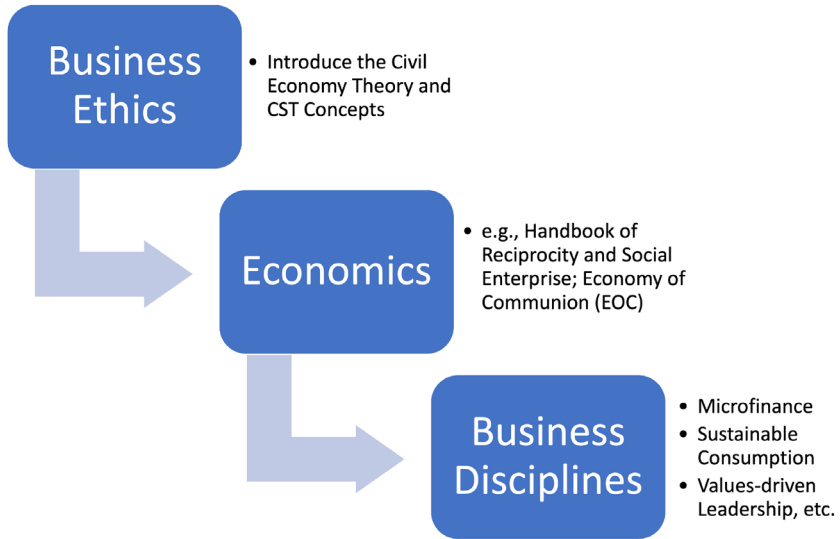 Business
Ethics
• Introduce the Civil
Economy Theory and
CST Concepts
Economics
• e.g., Handbook of
Reciprocity and Social
Enterprise; Economy of
Communion (EOC)
Business
Disciplines
• Microfinance
• Sustainable
Consumption
• Values-driven
Leadership, etc.